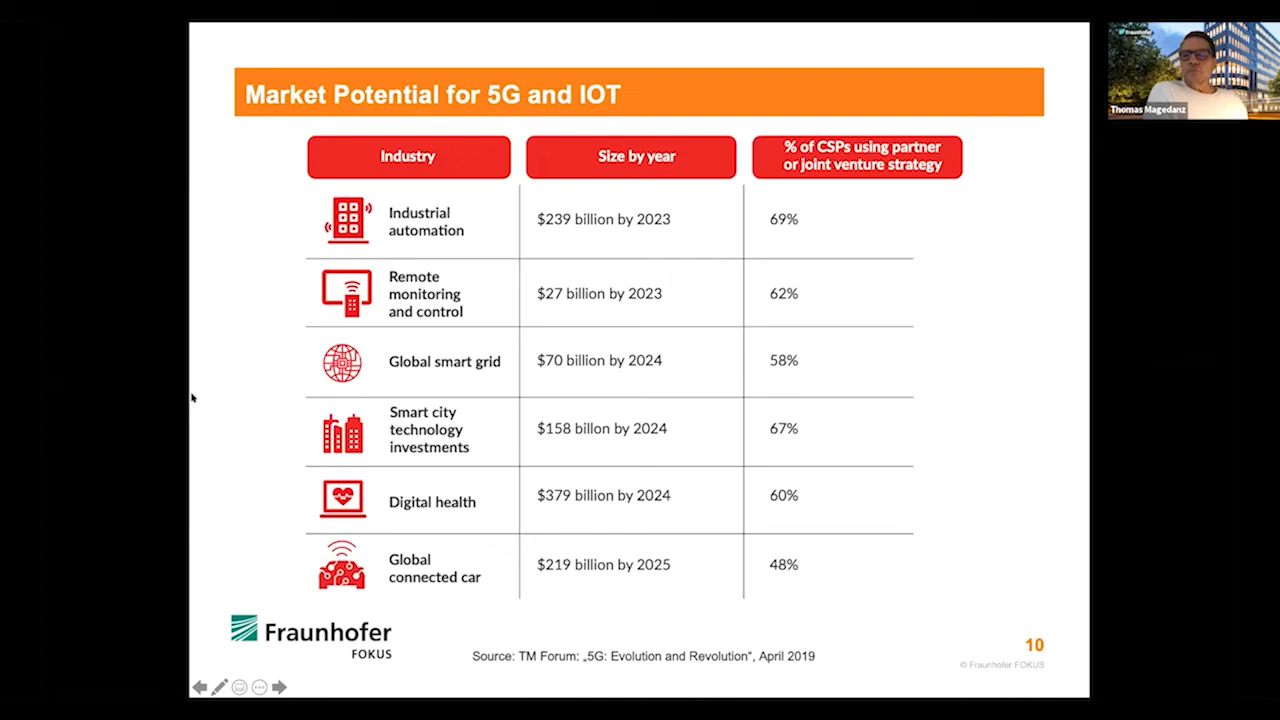 Market Potential for 5G and IOT
Industry
Size by year
% of CSPs using partner
or joint venture strategy
Industrial
automation
$239 billion by 2023
69%
Remote
monitoring
and control
$27 billion by 2023
62%
Global smart grid
$70 billion by 2024
58%
Smart city
technology
investments
$158 billon by 2024
67%
Digital health
$379 billion by 2024
60%
Global
connected car
$219 billion by 2025
48%
Fraunhofer
FOKUS
Source: TM Forum: „5G: Evolution and Revolution“, April 2019
10
© Fraunhofer FOKUS
Fraunhofer
Thomas Magedanz